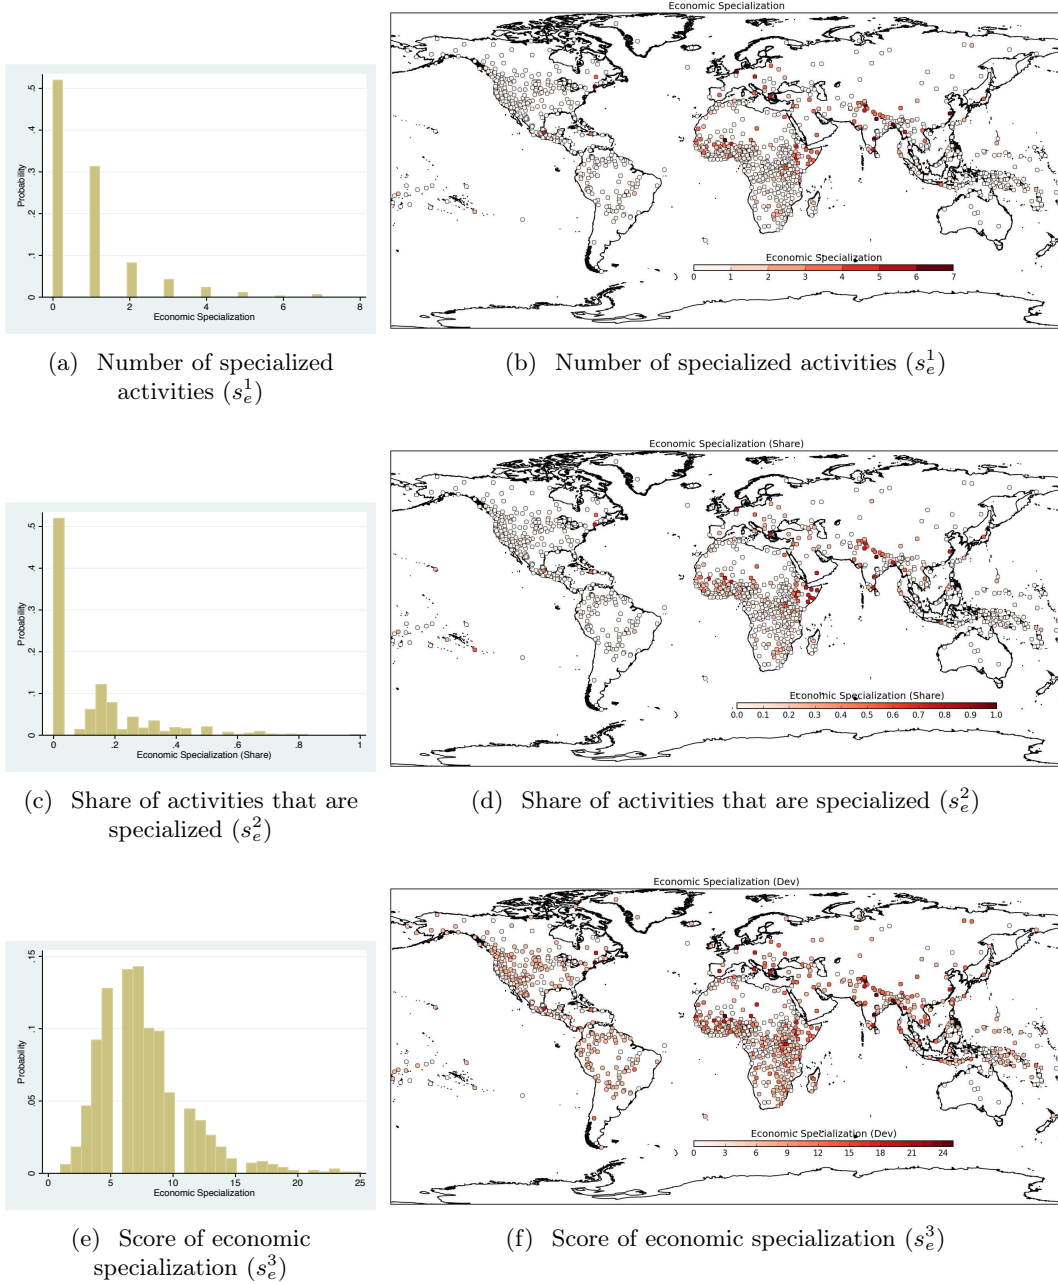 Economic Specialization
Probability
.5
.4
.3
.2
.1
0
0 2 4 6 8
Economic Specialization
Economic Specialization
0 1 2 3 4 5 6 7
(a) Number of specialized
activities (s_e^1)
(b) Number of specialized activities (s_e^1)
Economic Specialization (Share)
Probability
.5
.4
.3
.2
.1
0
0 .2 .4 .6 .8 1
Economic Specialization (Share)
Economic Specialization (Share)
0.0 0.1 0.2 0.3 0.4 0.5 0.6 0.7 0.8 0.9 1.0
(c) Share of activities that are
specialized (s_e^2)
(d) Share of activities that are specialized (s_e^2)
Economic Specialization (Dev)
Probability
.15
.1
.05
0
0 5 10 15 20 25
Economic Specialization
Economic Specialization (Dev)
0 3 6 9 12 15 18 21 24
(e) Score of economic
specialization (s_e^3)
(f) Score of economic specialization (s_e^3)